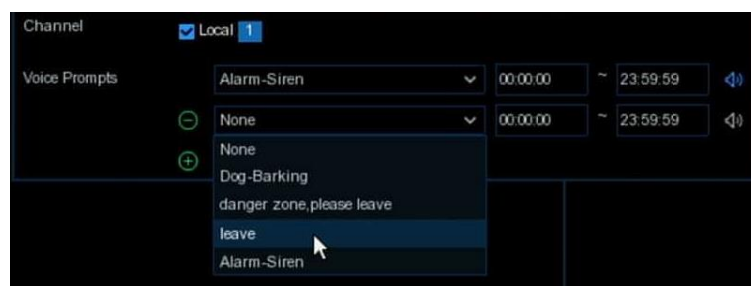 Channel Local 1
Voice Prompts Alarm-Siren 00:00:00 ~ 23:59:59
None 00:00:00 ~ 23:59:59
None
Dog-Barking
danger zone,please leave
leave
Alarm-Siren